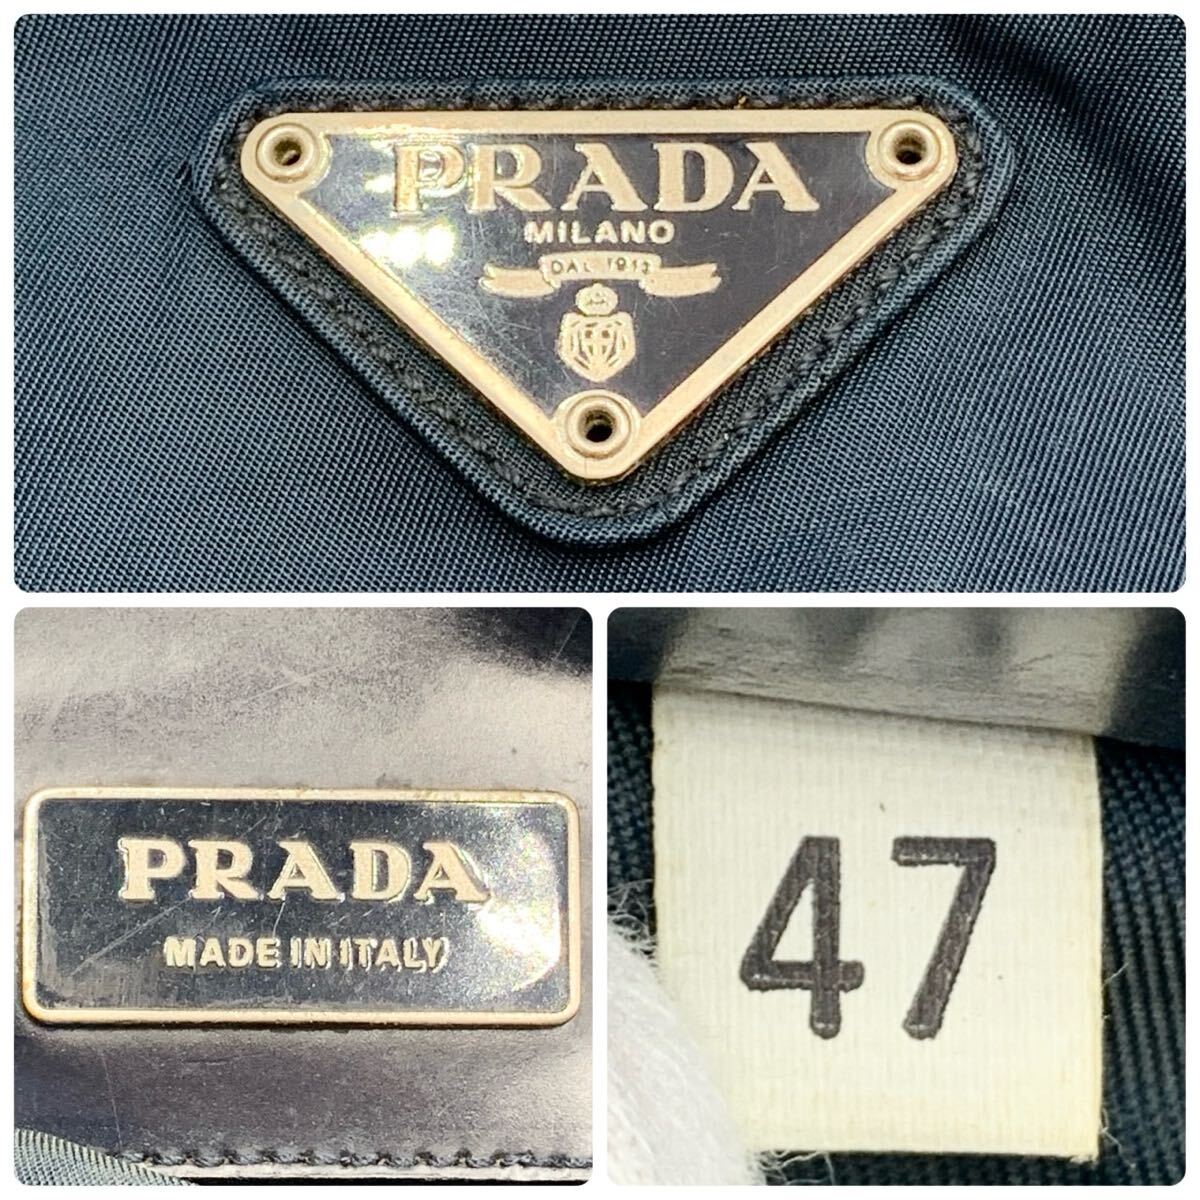 PRADA
MILANO
DAL 1913
PRADA
MADE IN ITALY
47